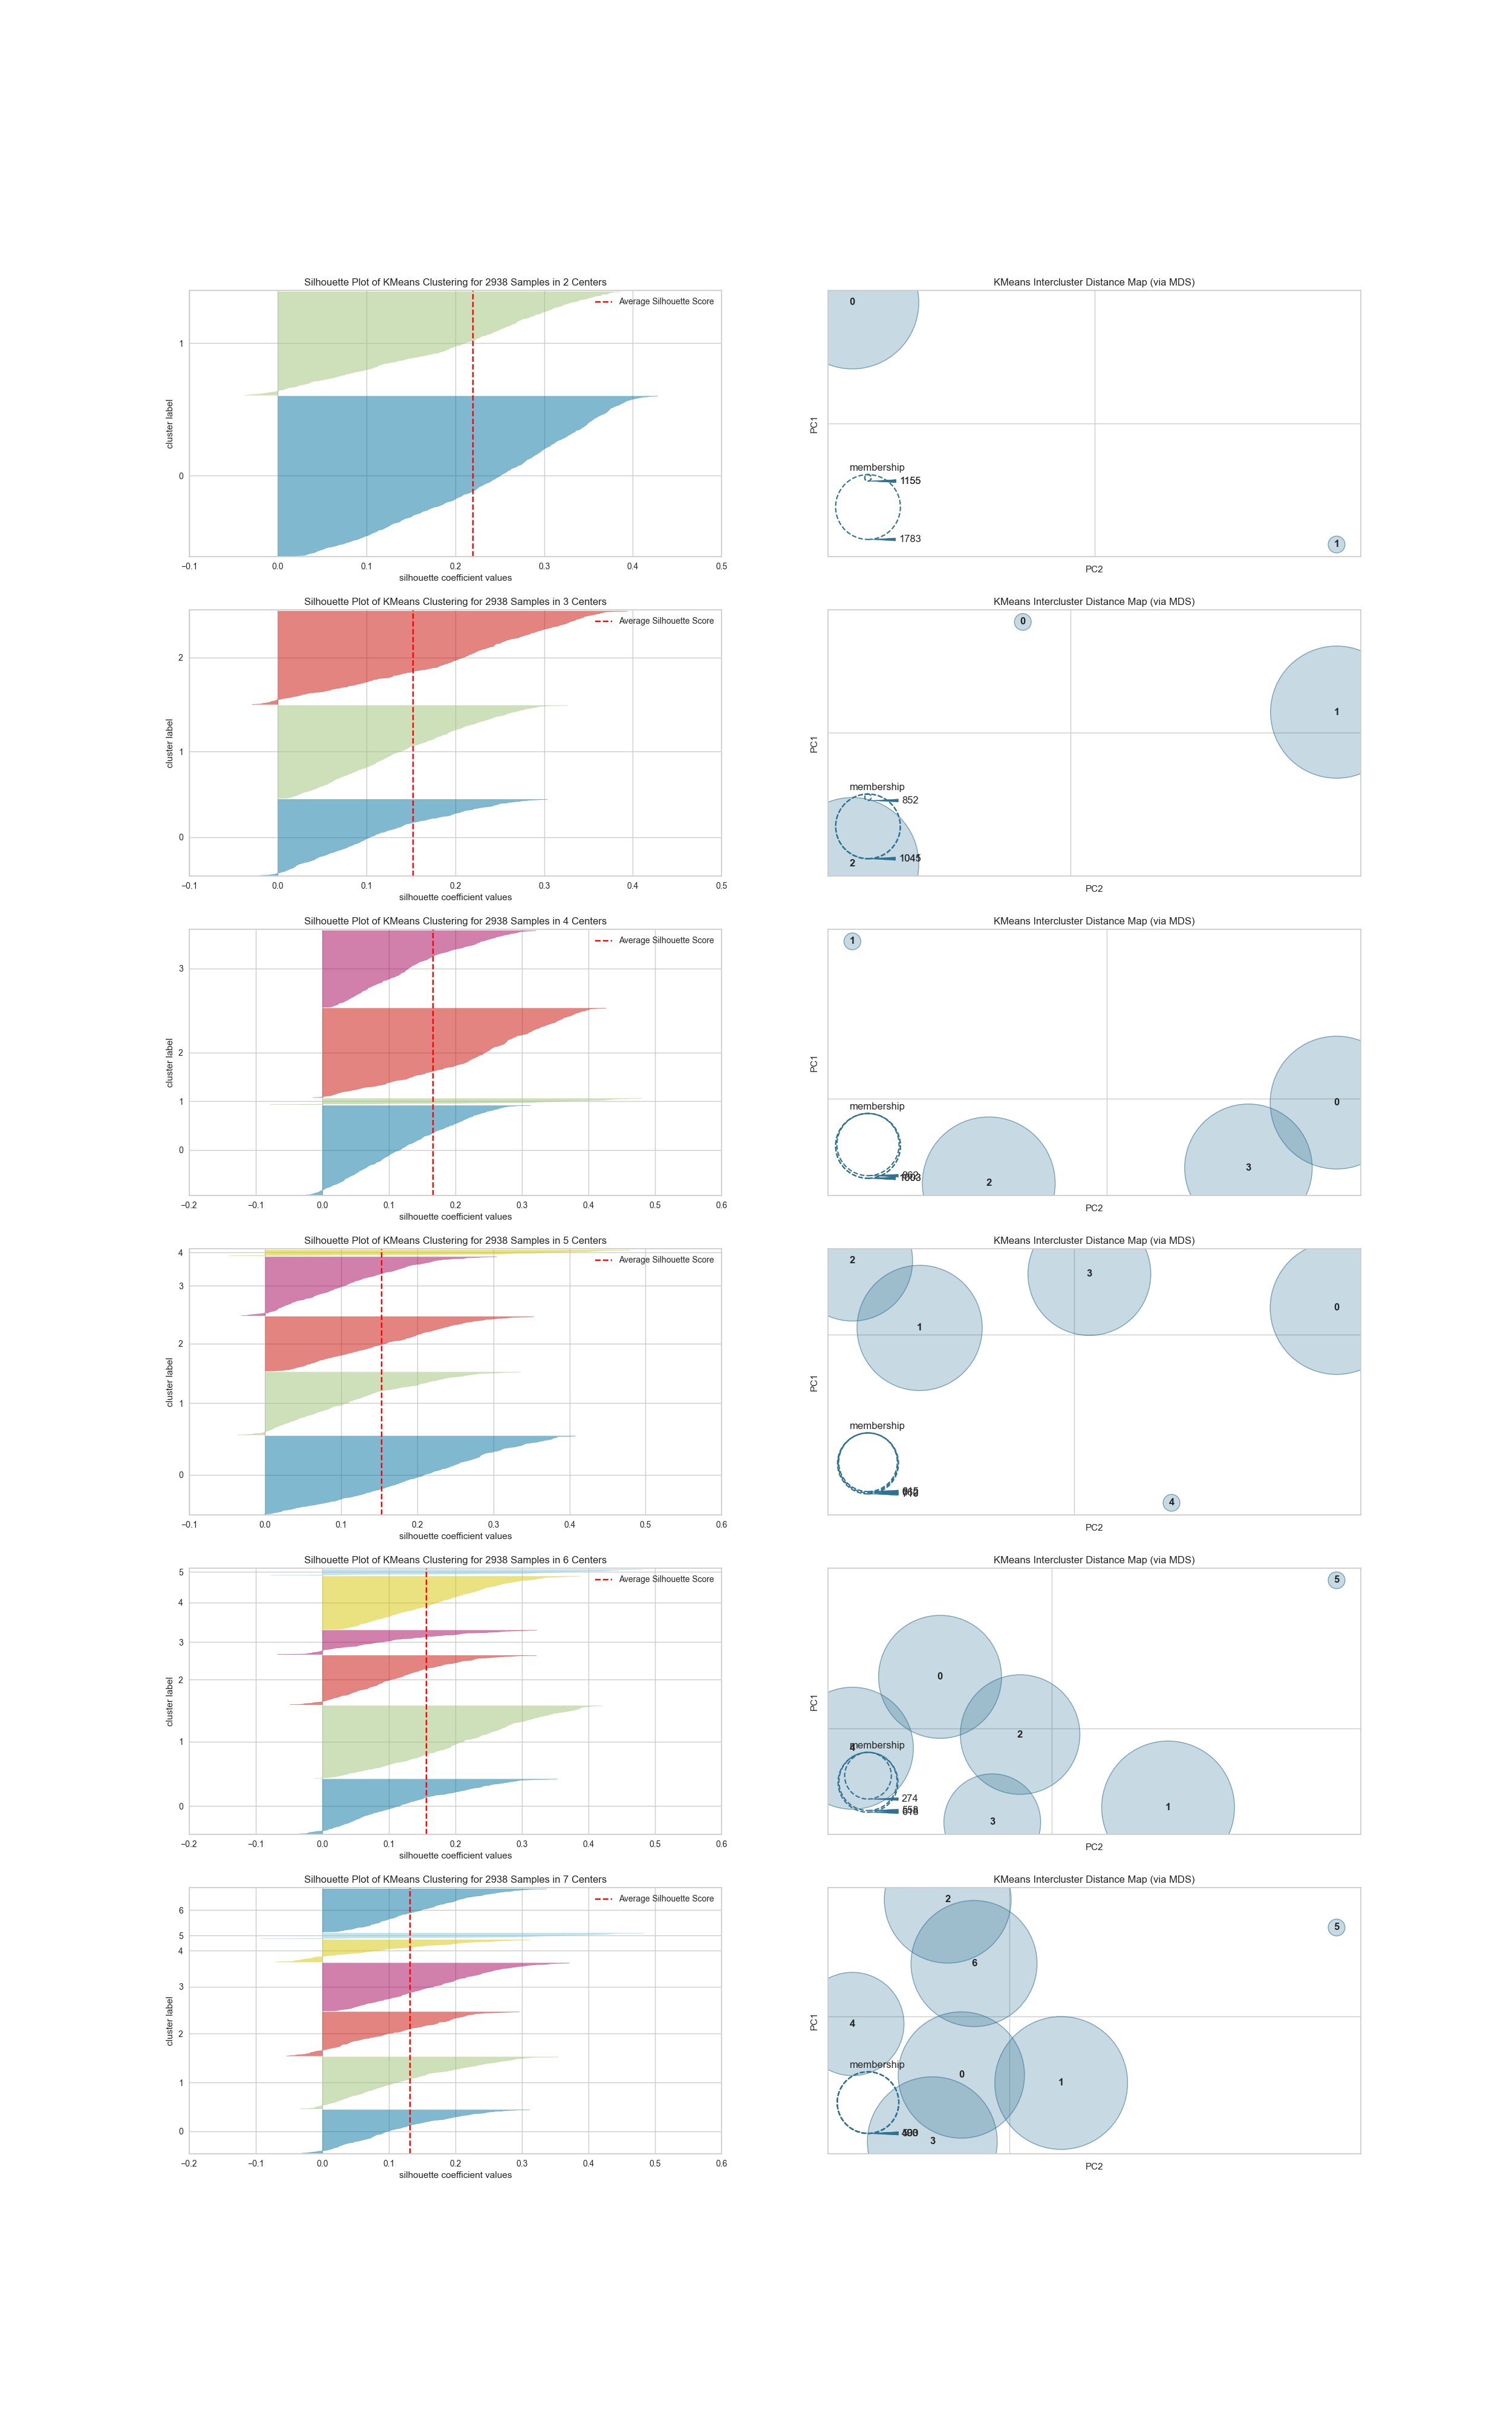 Silhouette Plot of KMeans Clustering for 2938 Samples in 2 Centers
Average Silhouette Score
1
0
cluster label
−0.1 0.0 0.1 0.2 0.3 0.4 0.5
silhouette coefficient values
KMeans Intercluster Distance Map (via MDS)
0
PC1
membership
1155
1783
1
PC2
Silhouette Plot of KMeans Clustering for 2938 Samples in 3 Centers
Average Silhouette Score
2
1
0
cluster label
−0.1 0.0 0.1 0.2 0.3 0.4 0.5
silhouette coefficient values
KMeans Intercluster Distance Map (via MDS)
0
1
PC1
membership
852
2
PC2
Silhouette Plot of KMeans Clustering for 2938 Samples in 4 Centers
Average Silhouette Score
3
2
1
0
cluster label
−0.2 −0.1 0.0 0.1 0.2 0.3 0.4 0.5 0.6
silhouette coefficient values
KMeans Intercluster Distance Map (via MDS)
1
PC1
0
membership
3
2
PC2
Silhouette Plot of KMeans Clustering for 2938 Samples in 5 Centers
Average Silhouette Score
4
3
2
1
0
cluster label
−0.1 0.0 0.1 0.2 0.3 0.4 0.5 0.6
silhouette coefficient values
KMeans Intercluster Distance Map (via MDS)
2
3
0
1
PC1
membership
4
PC2
Silhouette Plot of KMeans Clustering for 2938 Samples in 6 Centers
Average Silhouette Score
5
4
3
2
1
0
cluster label
−0.2 −0.1 0.0 0.1 0.2 0.3 0.4 0.5 0.6
silhouette coefficient values
KMeans Intercluster Distance Map (via MDS)
5
0
PC1
2
4
membership
274
1
3
PC2
Silhouette Plot of KMeans Clustering for 2938 Samples in 7 Centers
Average Silhouette Score
6
5
4
3
2
1
0
cluster label
−0.2 −0.1 0.0 0.1 0.2 0.3 0.4 0.5 0.6
silhouette coefficient values
KMeans Intercluster Distance Map (via MDS)
2
5
6
PC1
4
membership
0
1
3
PC2